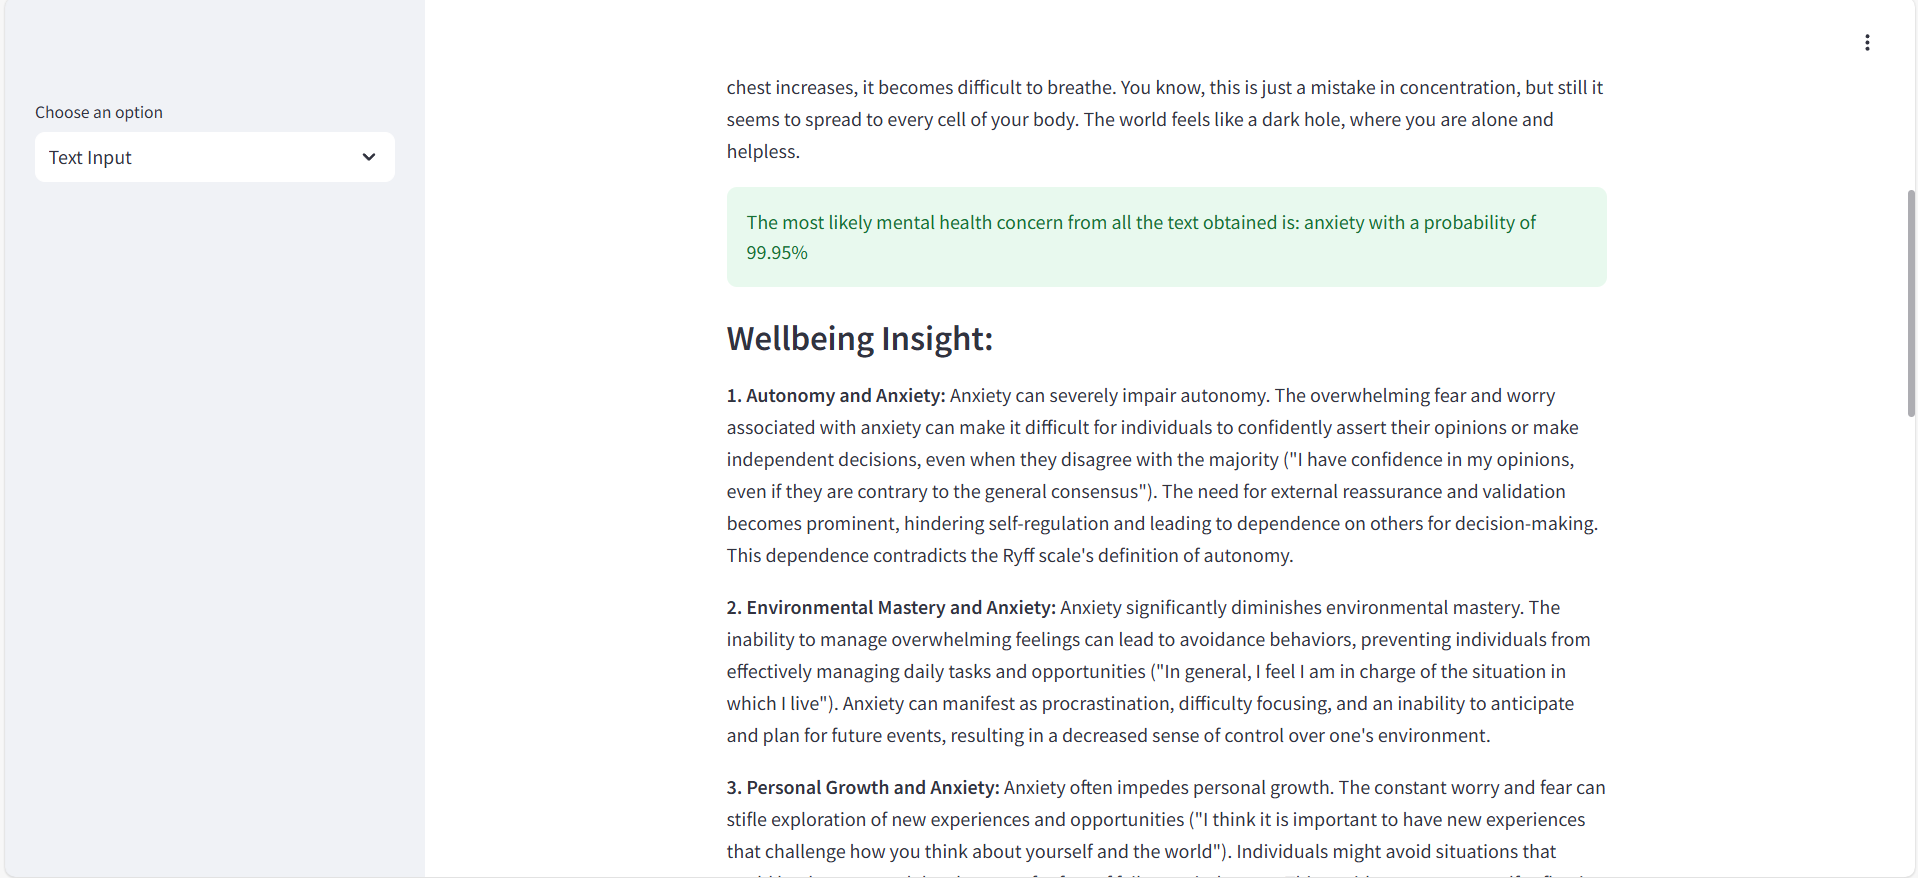 Choose an option
Text Input
chest increases, it becomes difficult to breathe. You know, this is just a mistake in concentration, but still it
seems to spread to every cell of your body. The world feels like a dark hole, where you are alone and
helpless.
The most likely mental health concern from all the text obtained is: anxiety with a probability of
99.95%
Wellbeing Insight:
1. Autonomy and Anxiety: Anxiety can severely impair autonomy. The overwhelming fear and worry
associated with anxiety can make it difficult for individuals to confidently assert their opinions or make
independent decisions, even when they disagree with the majority ("I have confidence in my opinions,
even if they are contrary to the general consensus"). The need for external reassurance and validation
becomes prominent, hindering self-regulation and leading to dependence on others for decision-making.
This dependence contradicts the Ryff scale's definition of autonomy.
2. Environmental Mastery and Anxiety: Anxiety significantly diminishes environmental mastery. The
inability to manage overwhelming feelings can lead to avoidance behaviors, preventing individuals from
effectively managing daily tasks and opportunities ("In general, I feel I am in charge of the situation in
which I live"). Anxiety can manifest as procrastination, difficulty focusing, and an inability to anticipate
and plan for future events, resulting in a decreased sense of control over one's environment.
3. Personal Growth and Anxiety: Anxiety often impedes personal growth. The constant worry and fear can
stifle exploration of new experiences and opportunities ("I think it is important to have new experiences
that challenge how you think about yourself and the world"). Individuals might avoid situations that